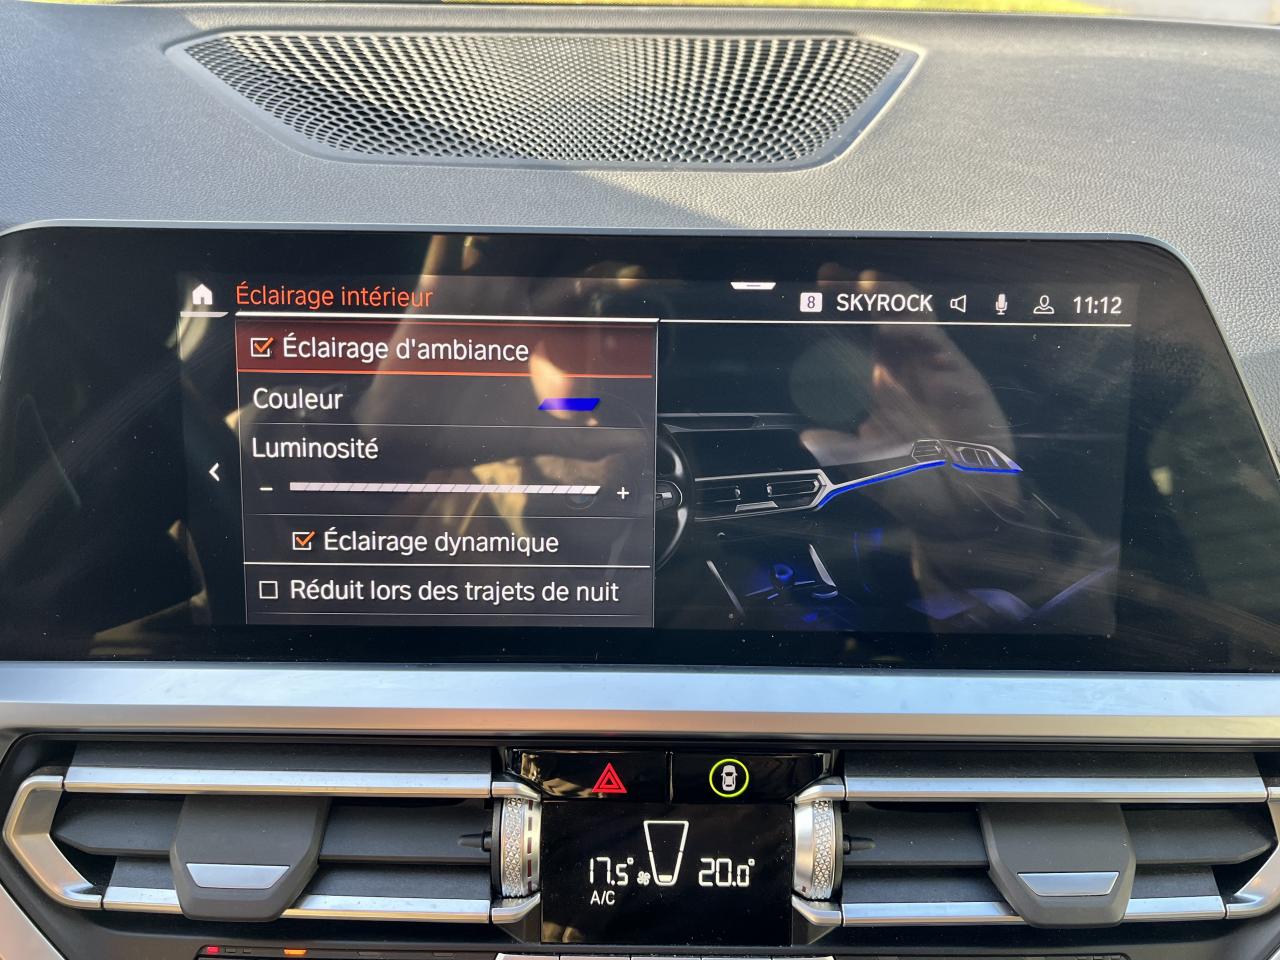 Éclairage intérieur
8 SKYROCK 11:12
Éclairage d'ambiance
Couleur
Luminosité
- +
Éclairage dynamique
Réduit lors des trajets de nuit
17.5° 20.0°
A/C